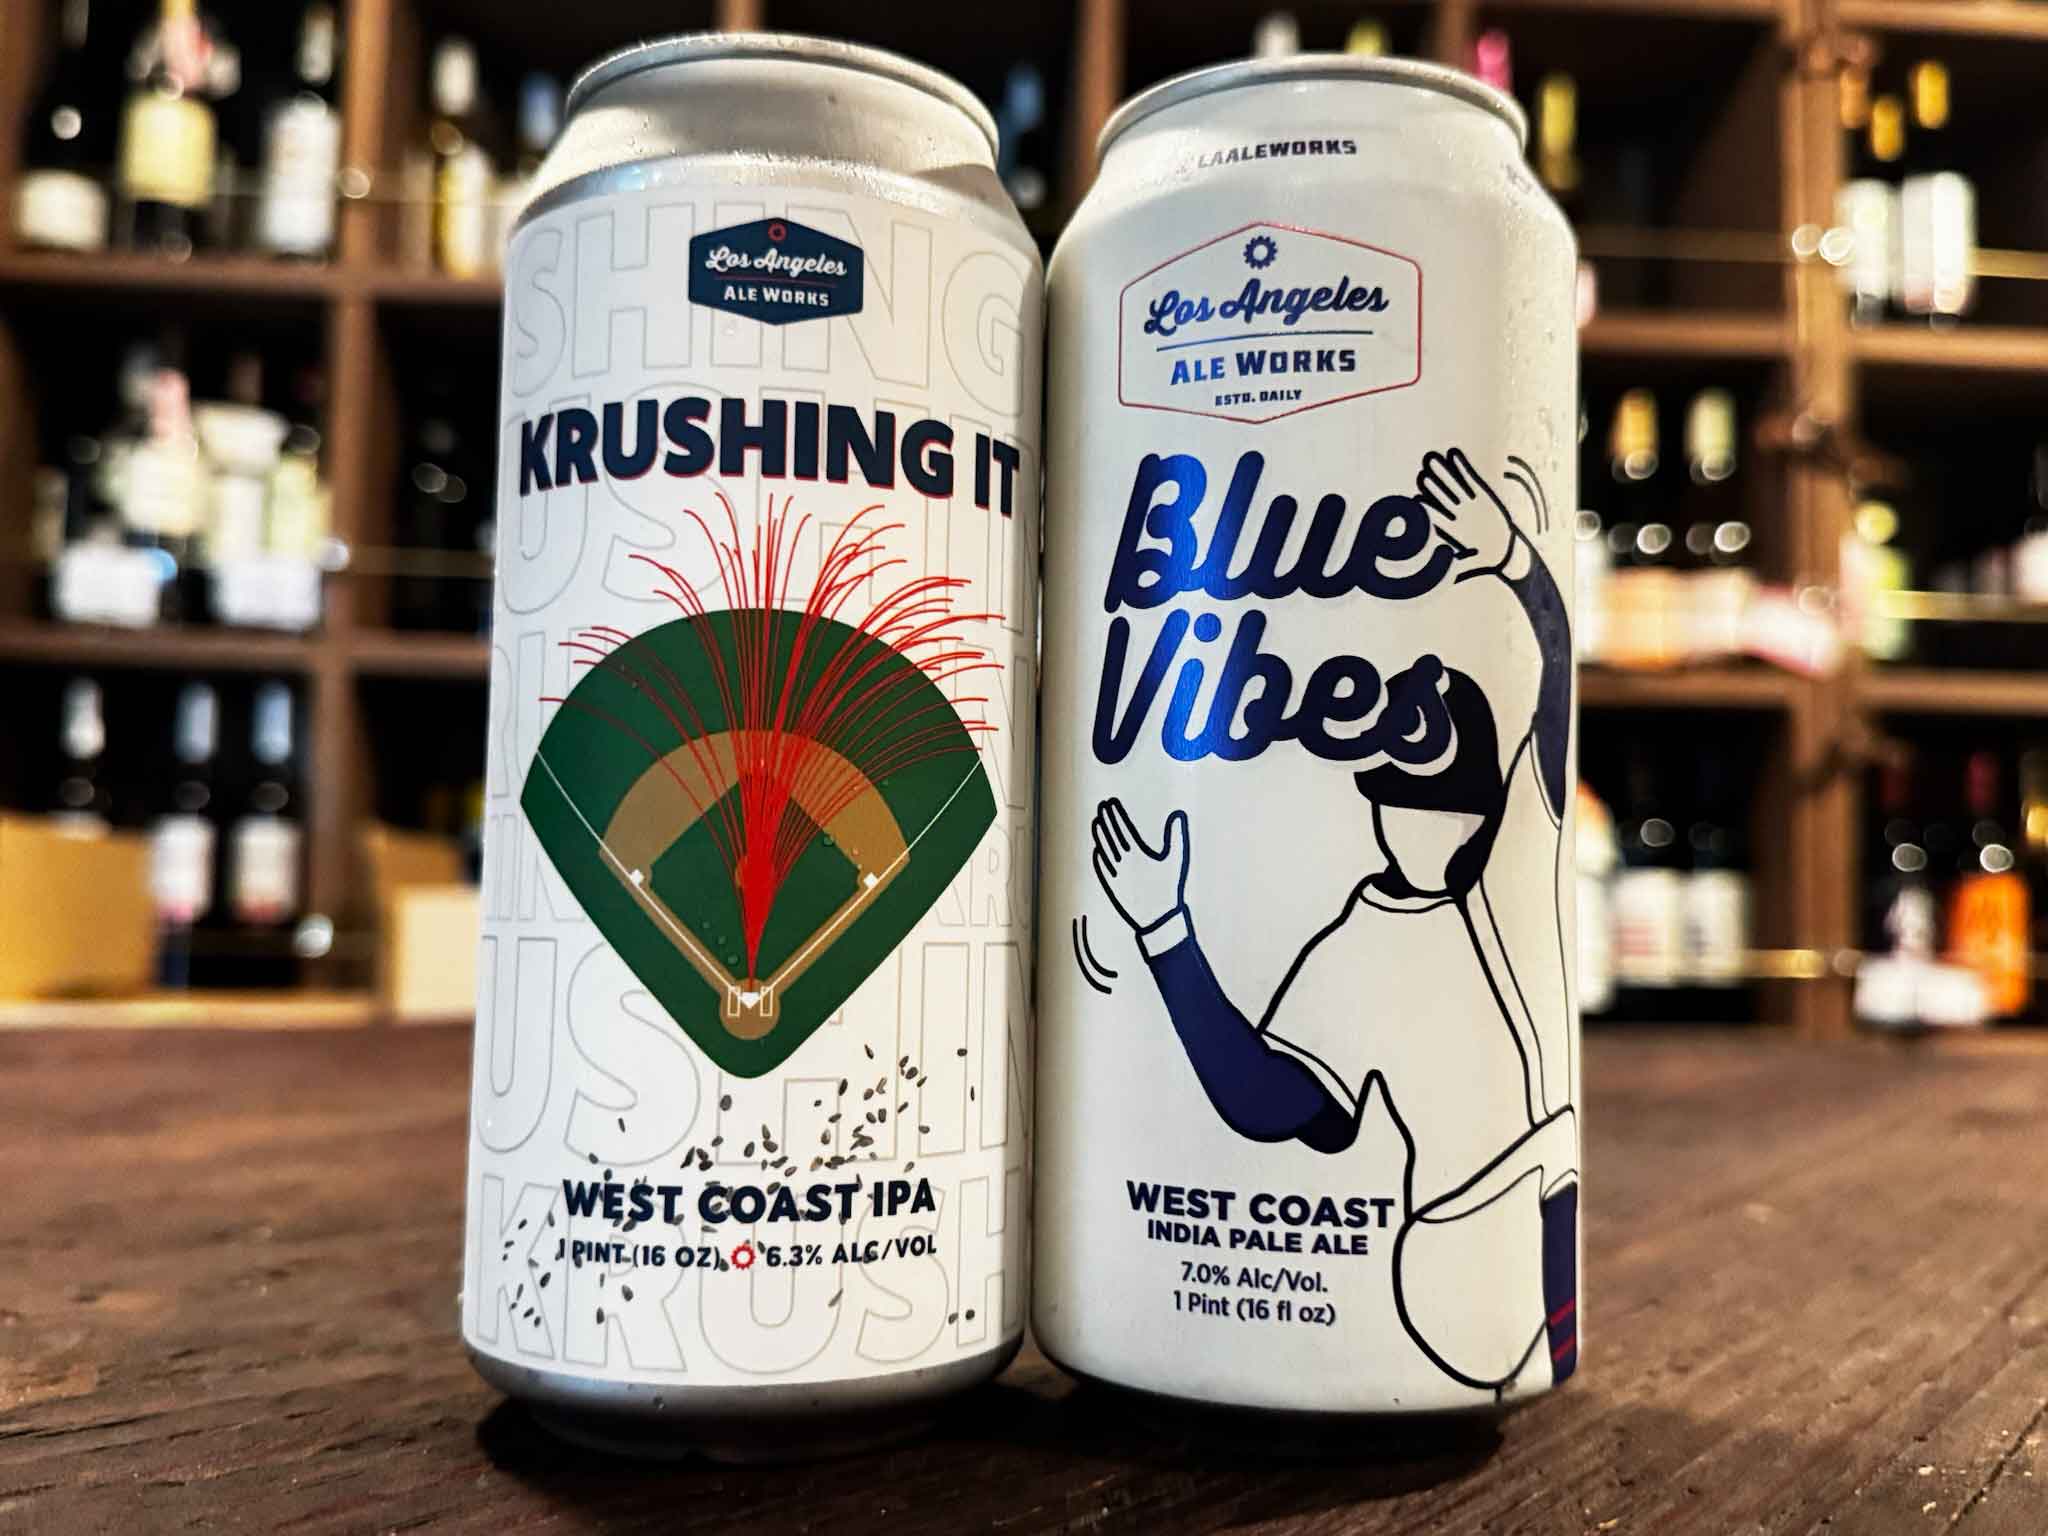 Los Angeles
ALE WORKS
KRUSHING IT
WEST COAST IPA
1 PINT (16 OZ) 6.3% ALC/VOL
LAALEWORKS
Los Angeles
ALE WORKS
ESTD. DAILY
Blue
Vibes
WEST COAST
INDIA PALE ALE
7.0% Alc/Vol.
1 Pint (16 fl oz)